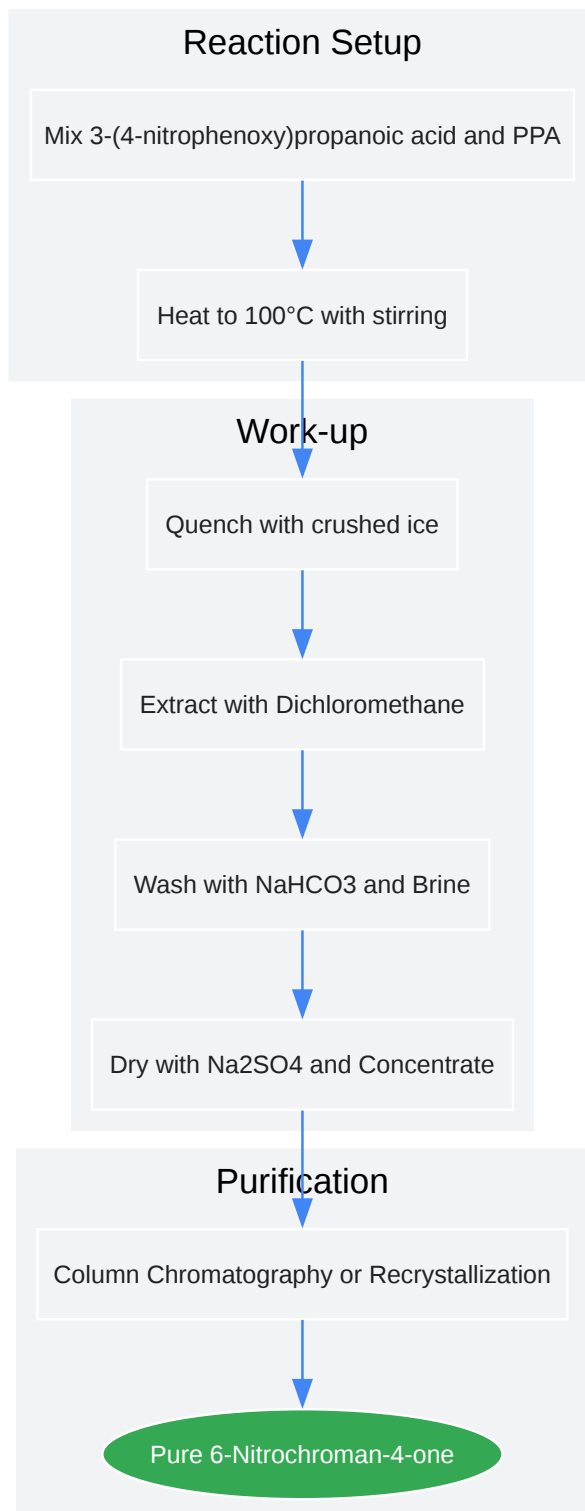 Reaction Setup
Mix 3-(4-nitrophenoxy)propanoic acid and PPA
Heat to 100°C with stirring
Work-up
Quench with crushed ice
Extract with Dichloromethane
Wash with NaHCO3 and Brine
Dry with Na2SO4 and Concentrate
Purification
Column Chromatography or Recrystallization
Pure 6-Nitrochroman-4-one